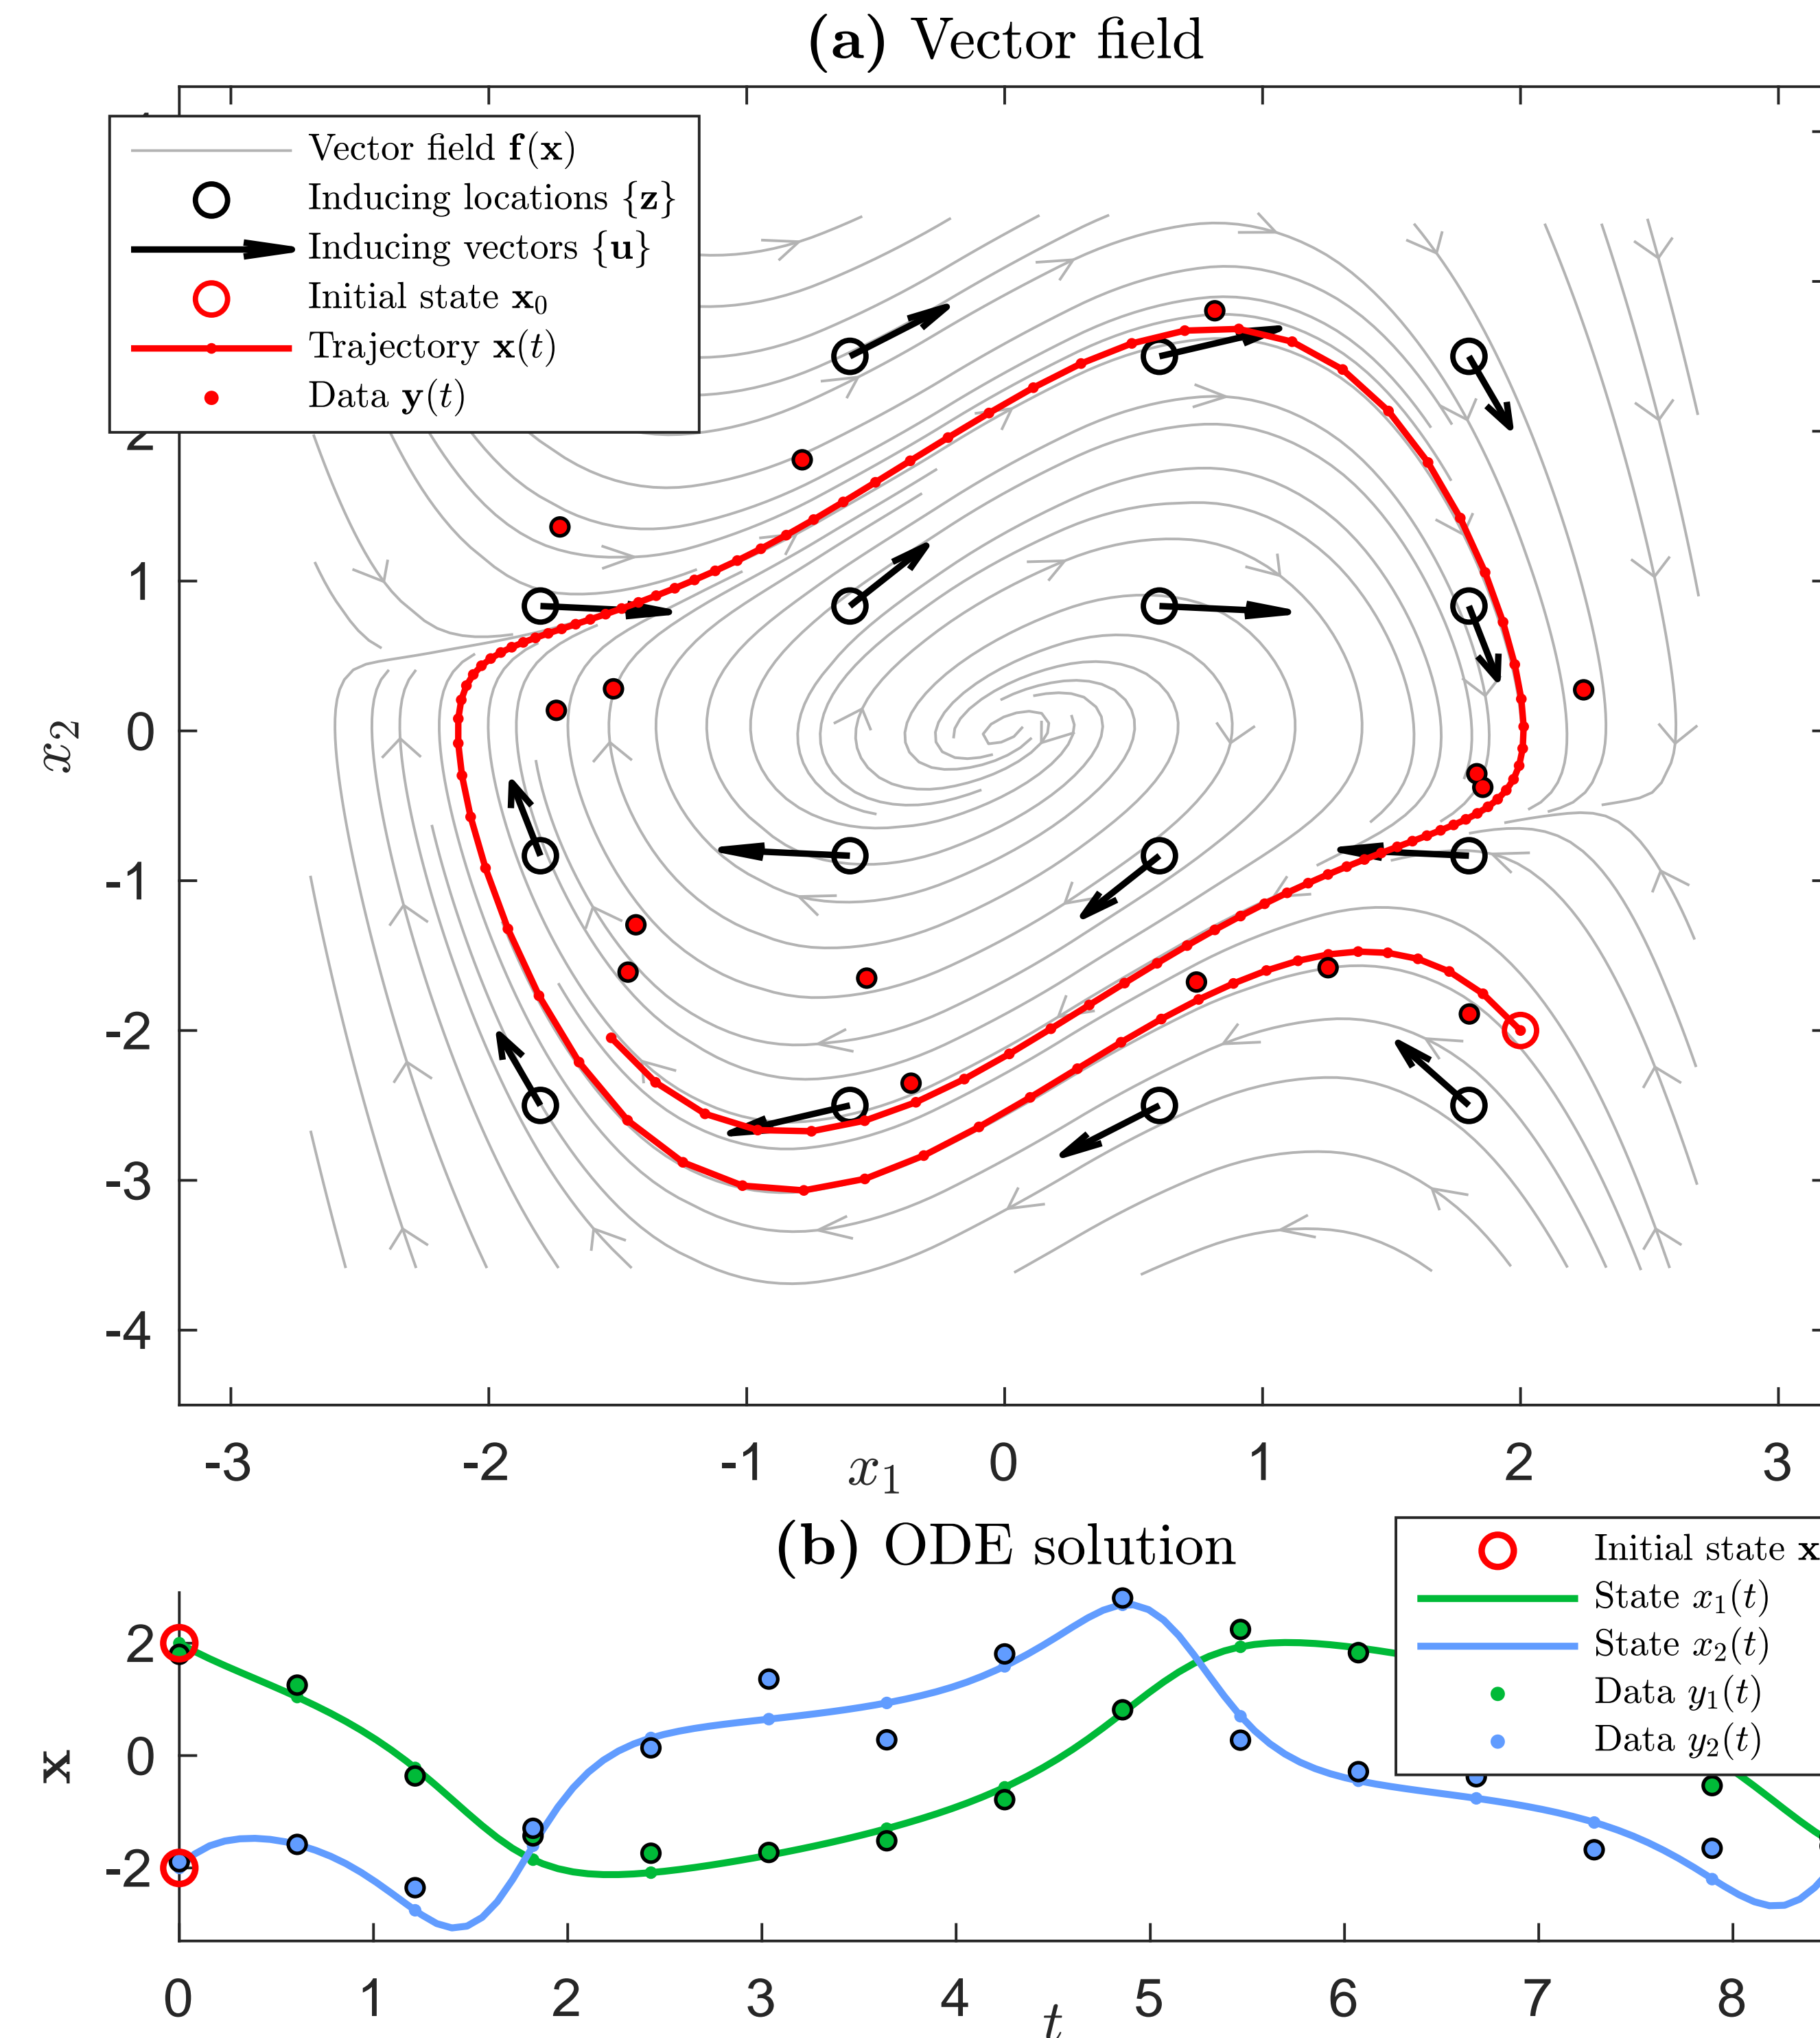 (a) Vector field
Vector field f(x)
Inducing locations {z}
Inducing vectors {u}
Initial state x₀
Trajectory x(t)
Data y(t)
2
1
0
-1
-2
-3
-4
x₂
-3 -2 -1 0 1 2 3
x₁
(b) ODE solution
Initial state x
State x₁(t)
State x₂(t)
Data y₁(t)
Data y₂(t)
2
0
-2
x
0 1 2 3 4 5 6 7 8
t